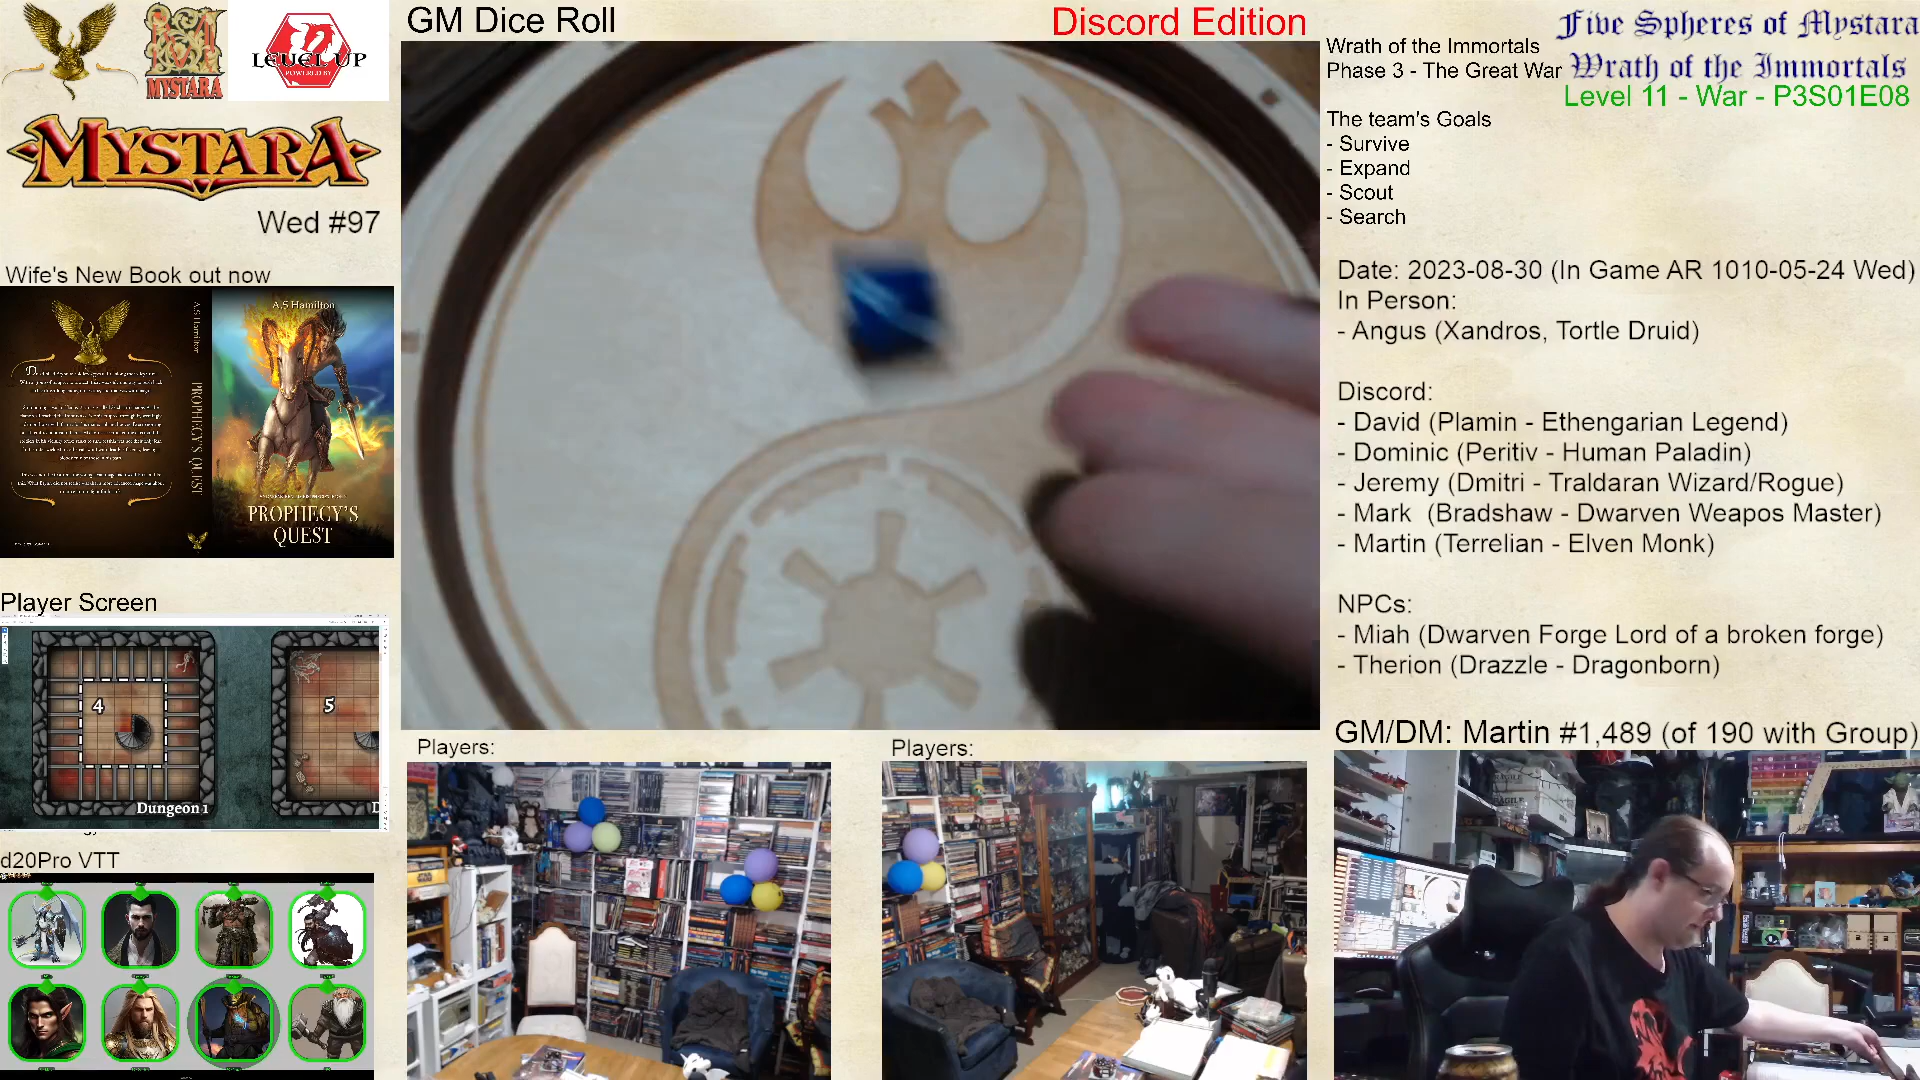 MYSTARA
LEVEL UP
POWERED BY
MYSTARA
Wed #97
Wife's New Book out now
A.S Hamilton
A.S Hamilton
PROPHECY'S QUEST
PROPHECY'S
QUEST
Player Screen
4
5
Dungeon 1
D
d20Pro VTT
GM Dice Roll
Discord Edition
Players:
Players:
Wrath of the Immortals
Phase 3 - The Great War
Five Spheres of Mystara
Wrath of the Immortals
Level 11 - War - P3S01E08
The team's Goals
- Survive
- Expand
- Scout
- Search
Date: 2023-08-30 (In Game AR 1010-05-24 Wed)
In Person:
- Angus (Xandros, Tortle Druid)
Discord:
- David (Plamin - Ethengarian Legend)
- Dominic (Peritiv - Human Paladin)
- Jeremy (Dmitri - Traldaran Wizard/Rogue)
- Mark (Bradshaw - Dwarven Weapos Master)
- Martin (Terrelian - Elven Monk)
NPCs:
- Miah (Dwarven Forge Lord of a broken forge)
- Therion (Drazzle - Dragonborn)
GM/DM: Martin #1,489 (of 190 with Group)